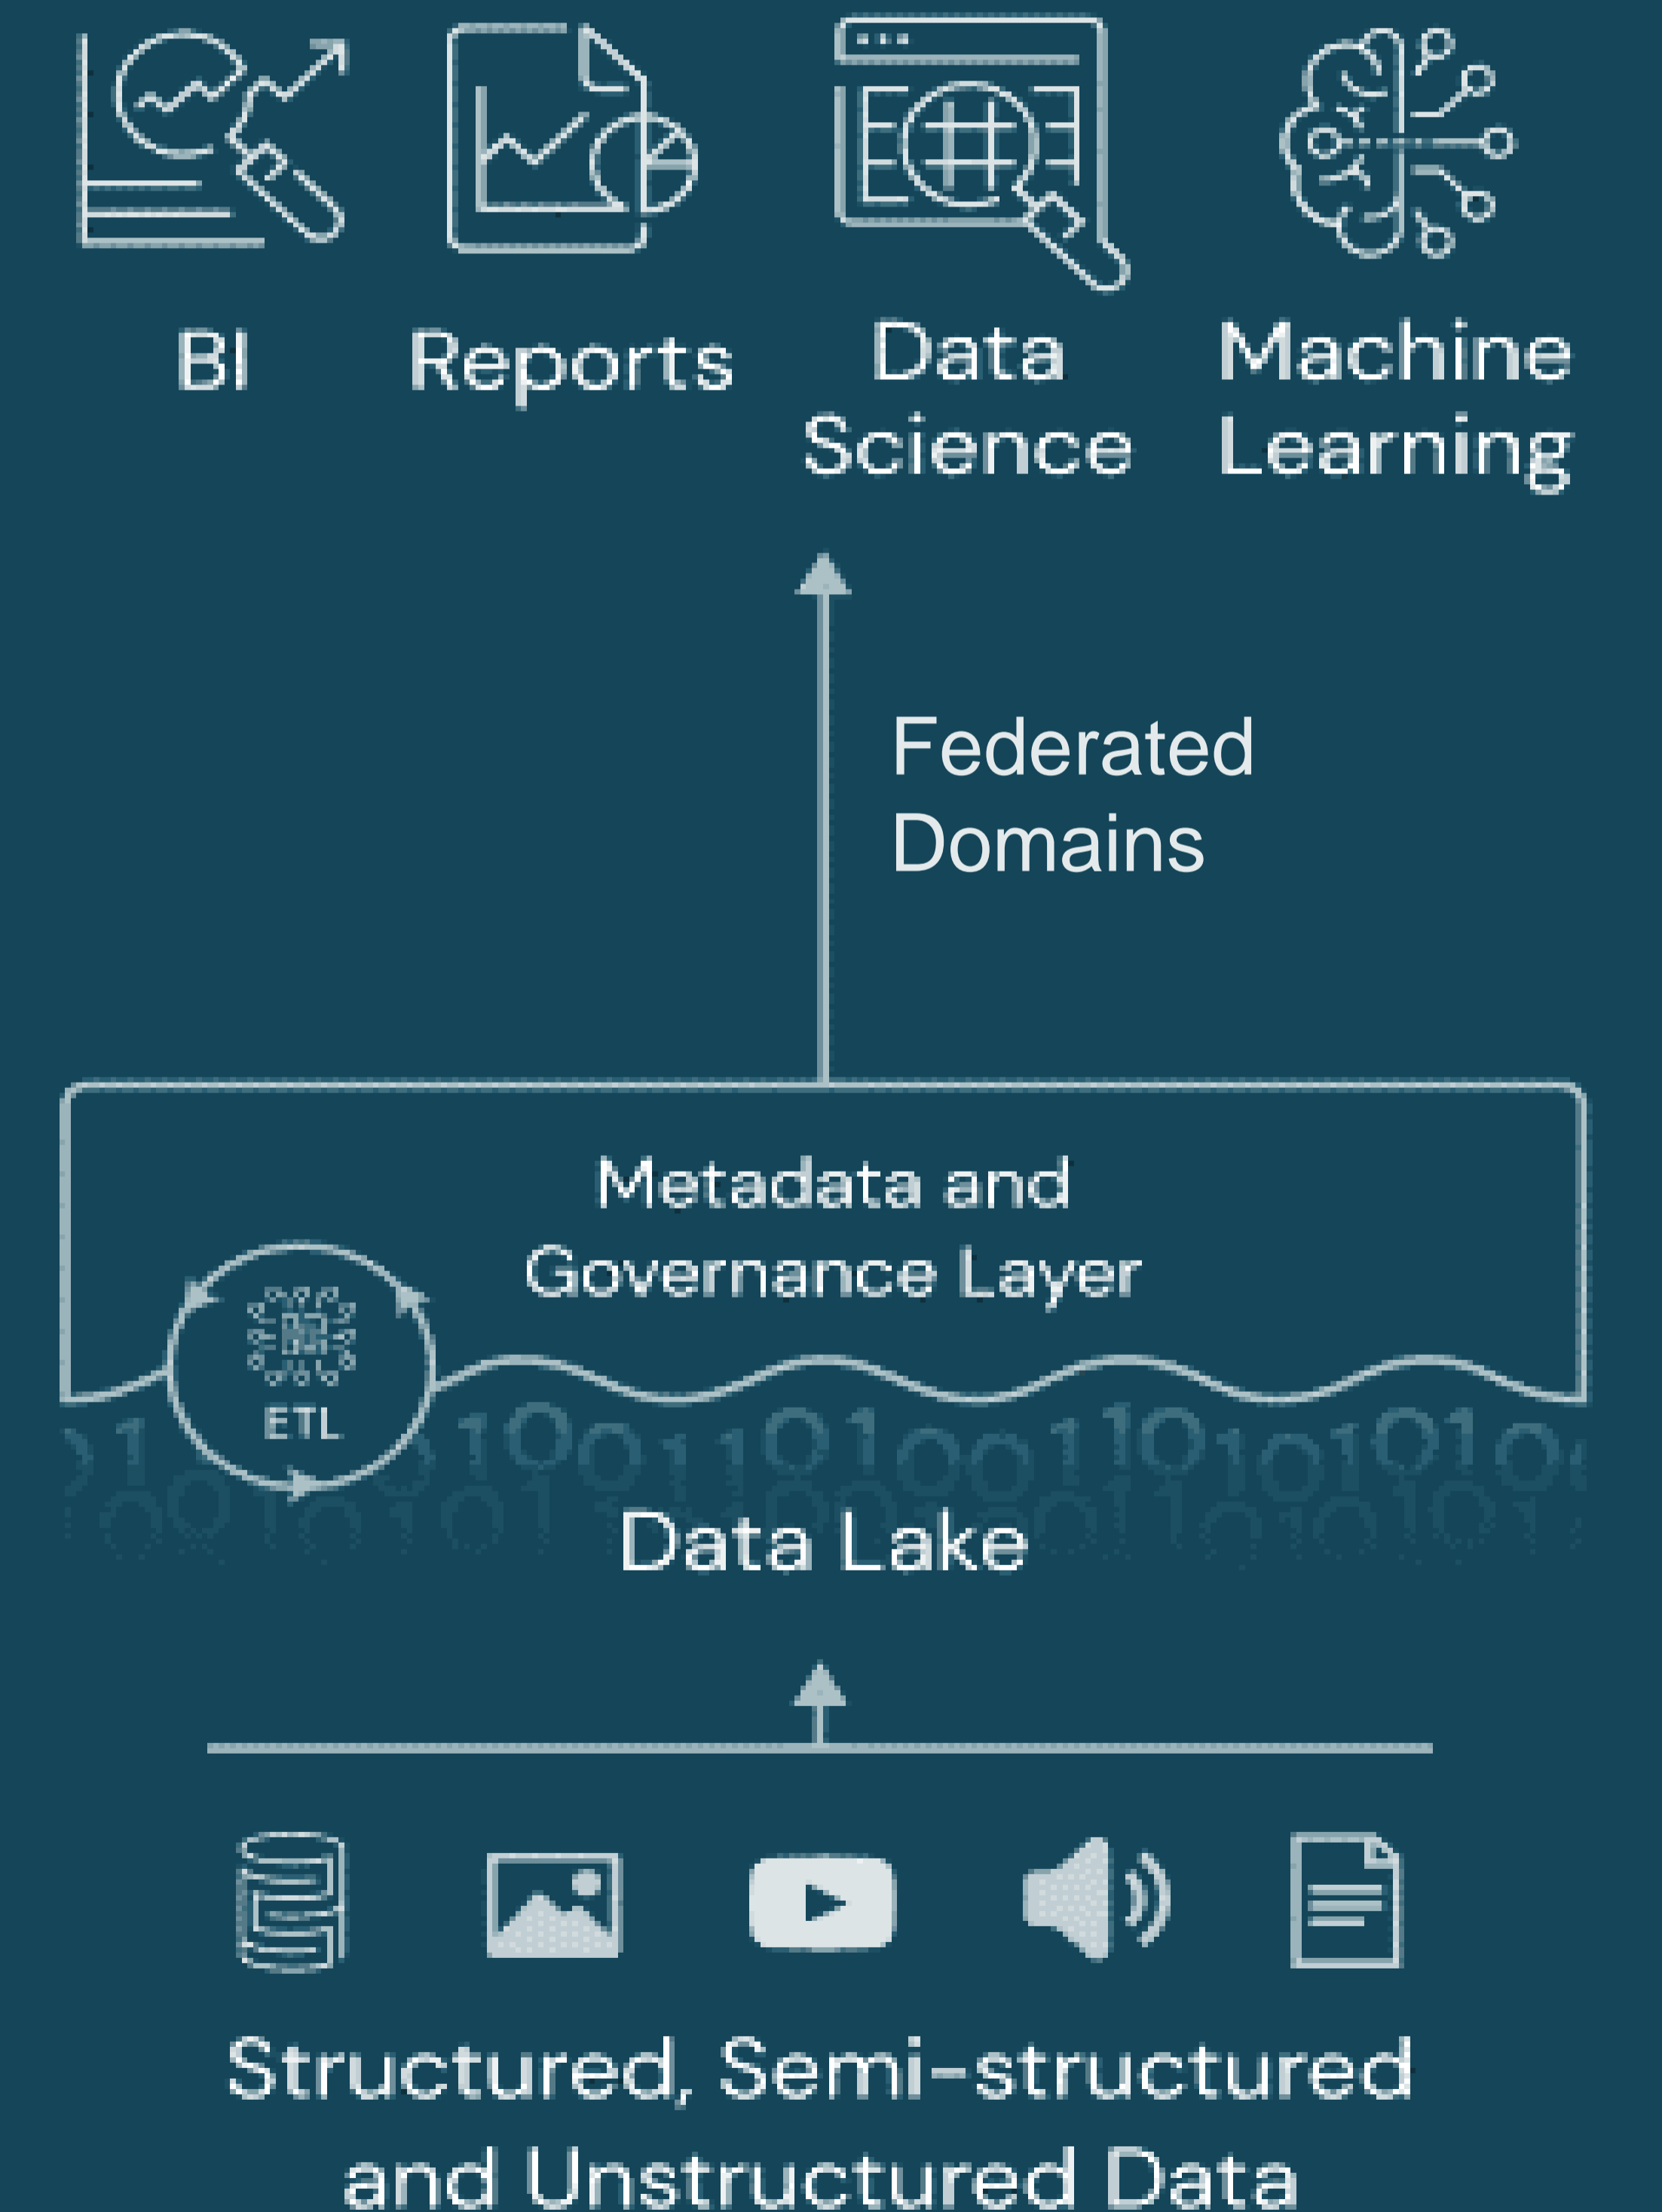 BI
Reports
Data
Science
Machine
Learning
Federated
Domains
Metadata and
Governance Layer
ETL
Data Lake
Structured, Semi-structured
and Unstructured Data